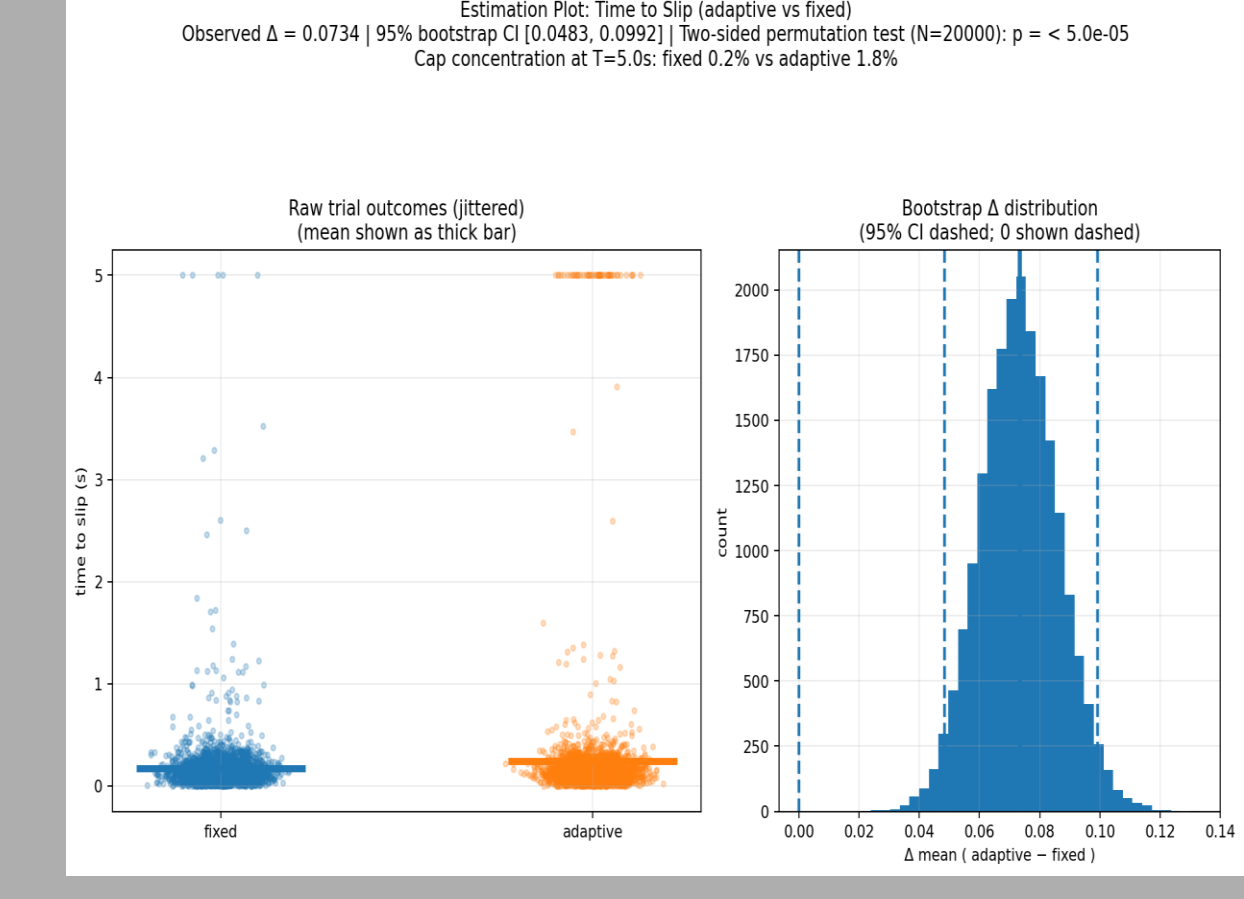 Estimation Plot: Time to Slip (adaptive vs fixed)
Observed Δ = 0.0734 | 95% bootstrap CI [0.0483, 0.0992] | Two-sided permutation test (N=20000): p = < 5.0e-05
Cap concentration at T=5.0s: fixed 0.2% vs adaptive 1.8%
Raw trial outcomes (jittered)
(mean shown as thick bar)
time to slip (s)
5
4
3
2
1
0
fixed
adaptive
Bootstrap Δ distribution
(95% CI dashed; 0 shown dashed)
count
2000
1750
1500
1250
1000
750
500
250
0
0.00
0.02
0.04
0.06
0.08
0.10
0.12
0.14
Δ mean ( adaptive − fixed )